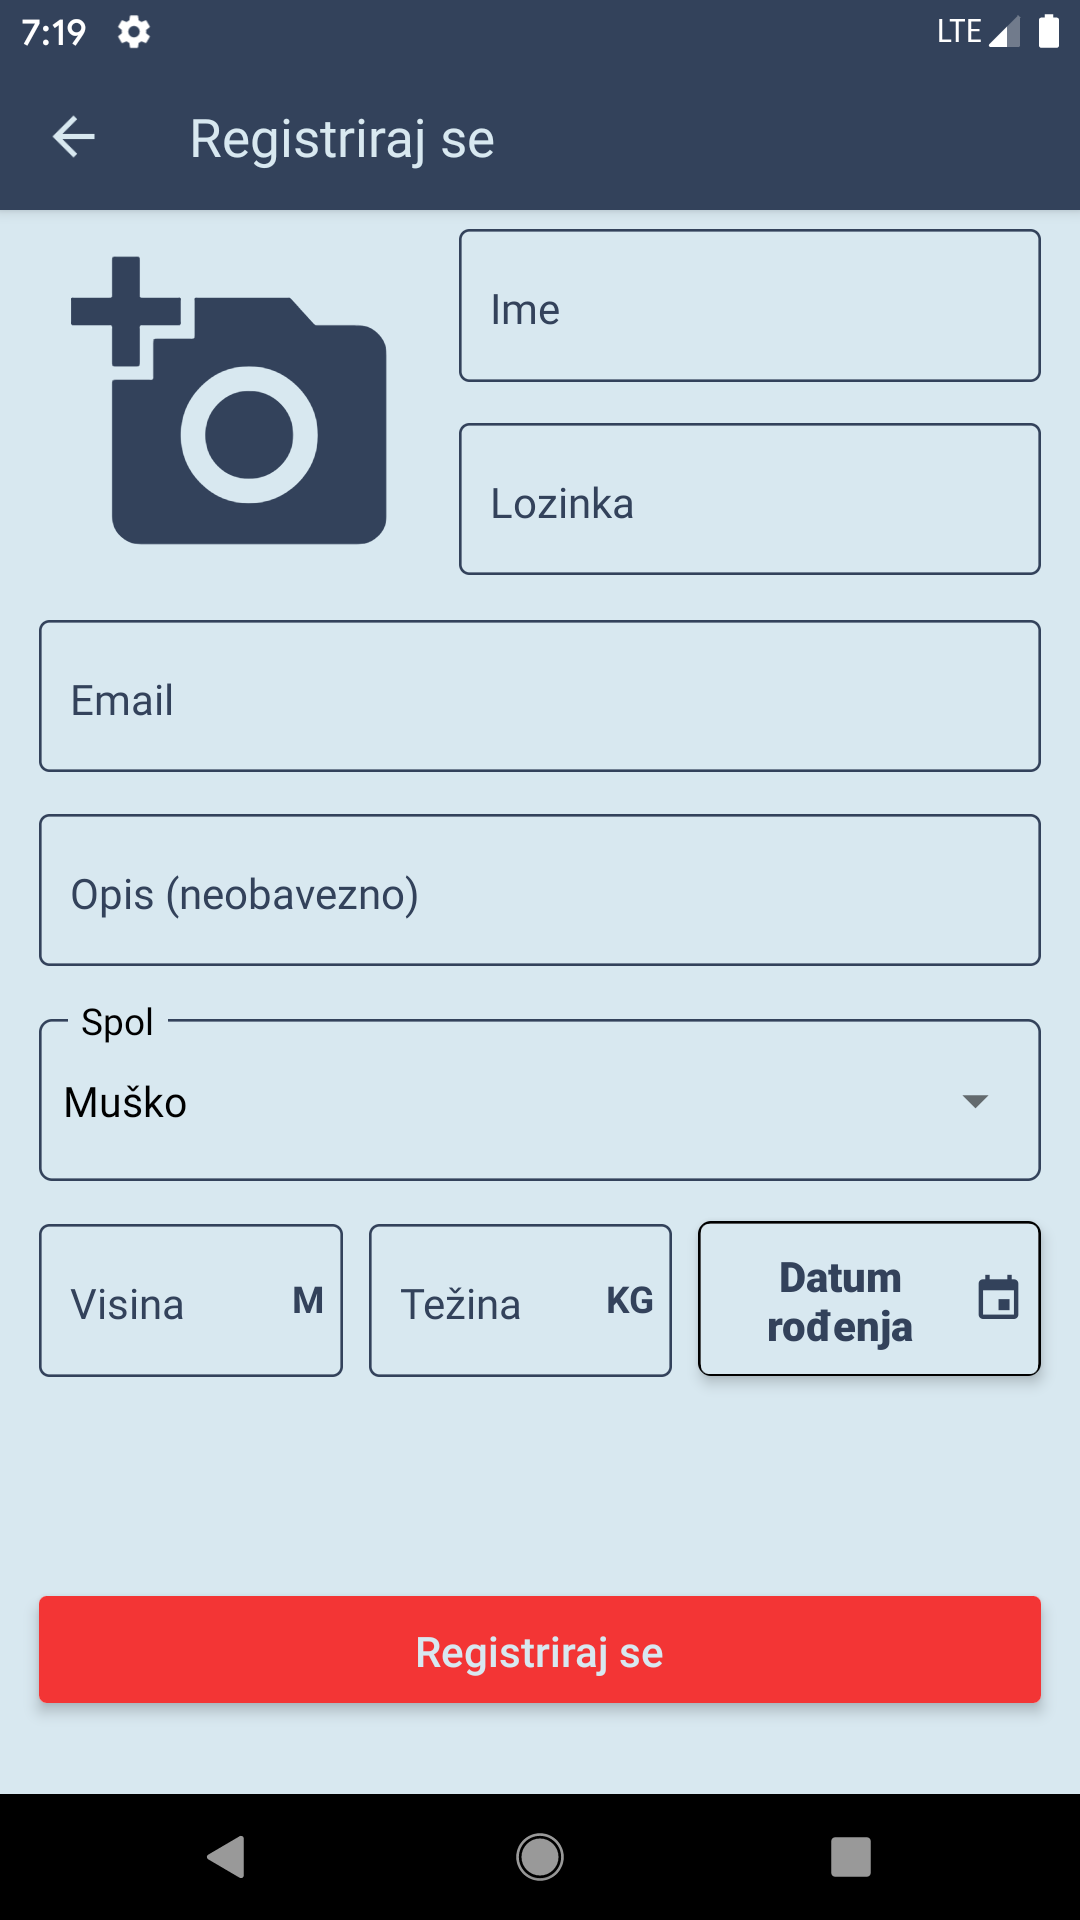 7:19 LTE
Registriraj se
Ime
Lozinka
Email
Opis (neobavezno)
Spol
Muško
Visina M
Težina KG
Datum
rođenja
Registriraj se